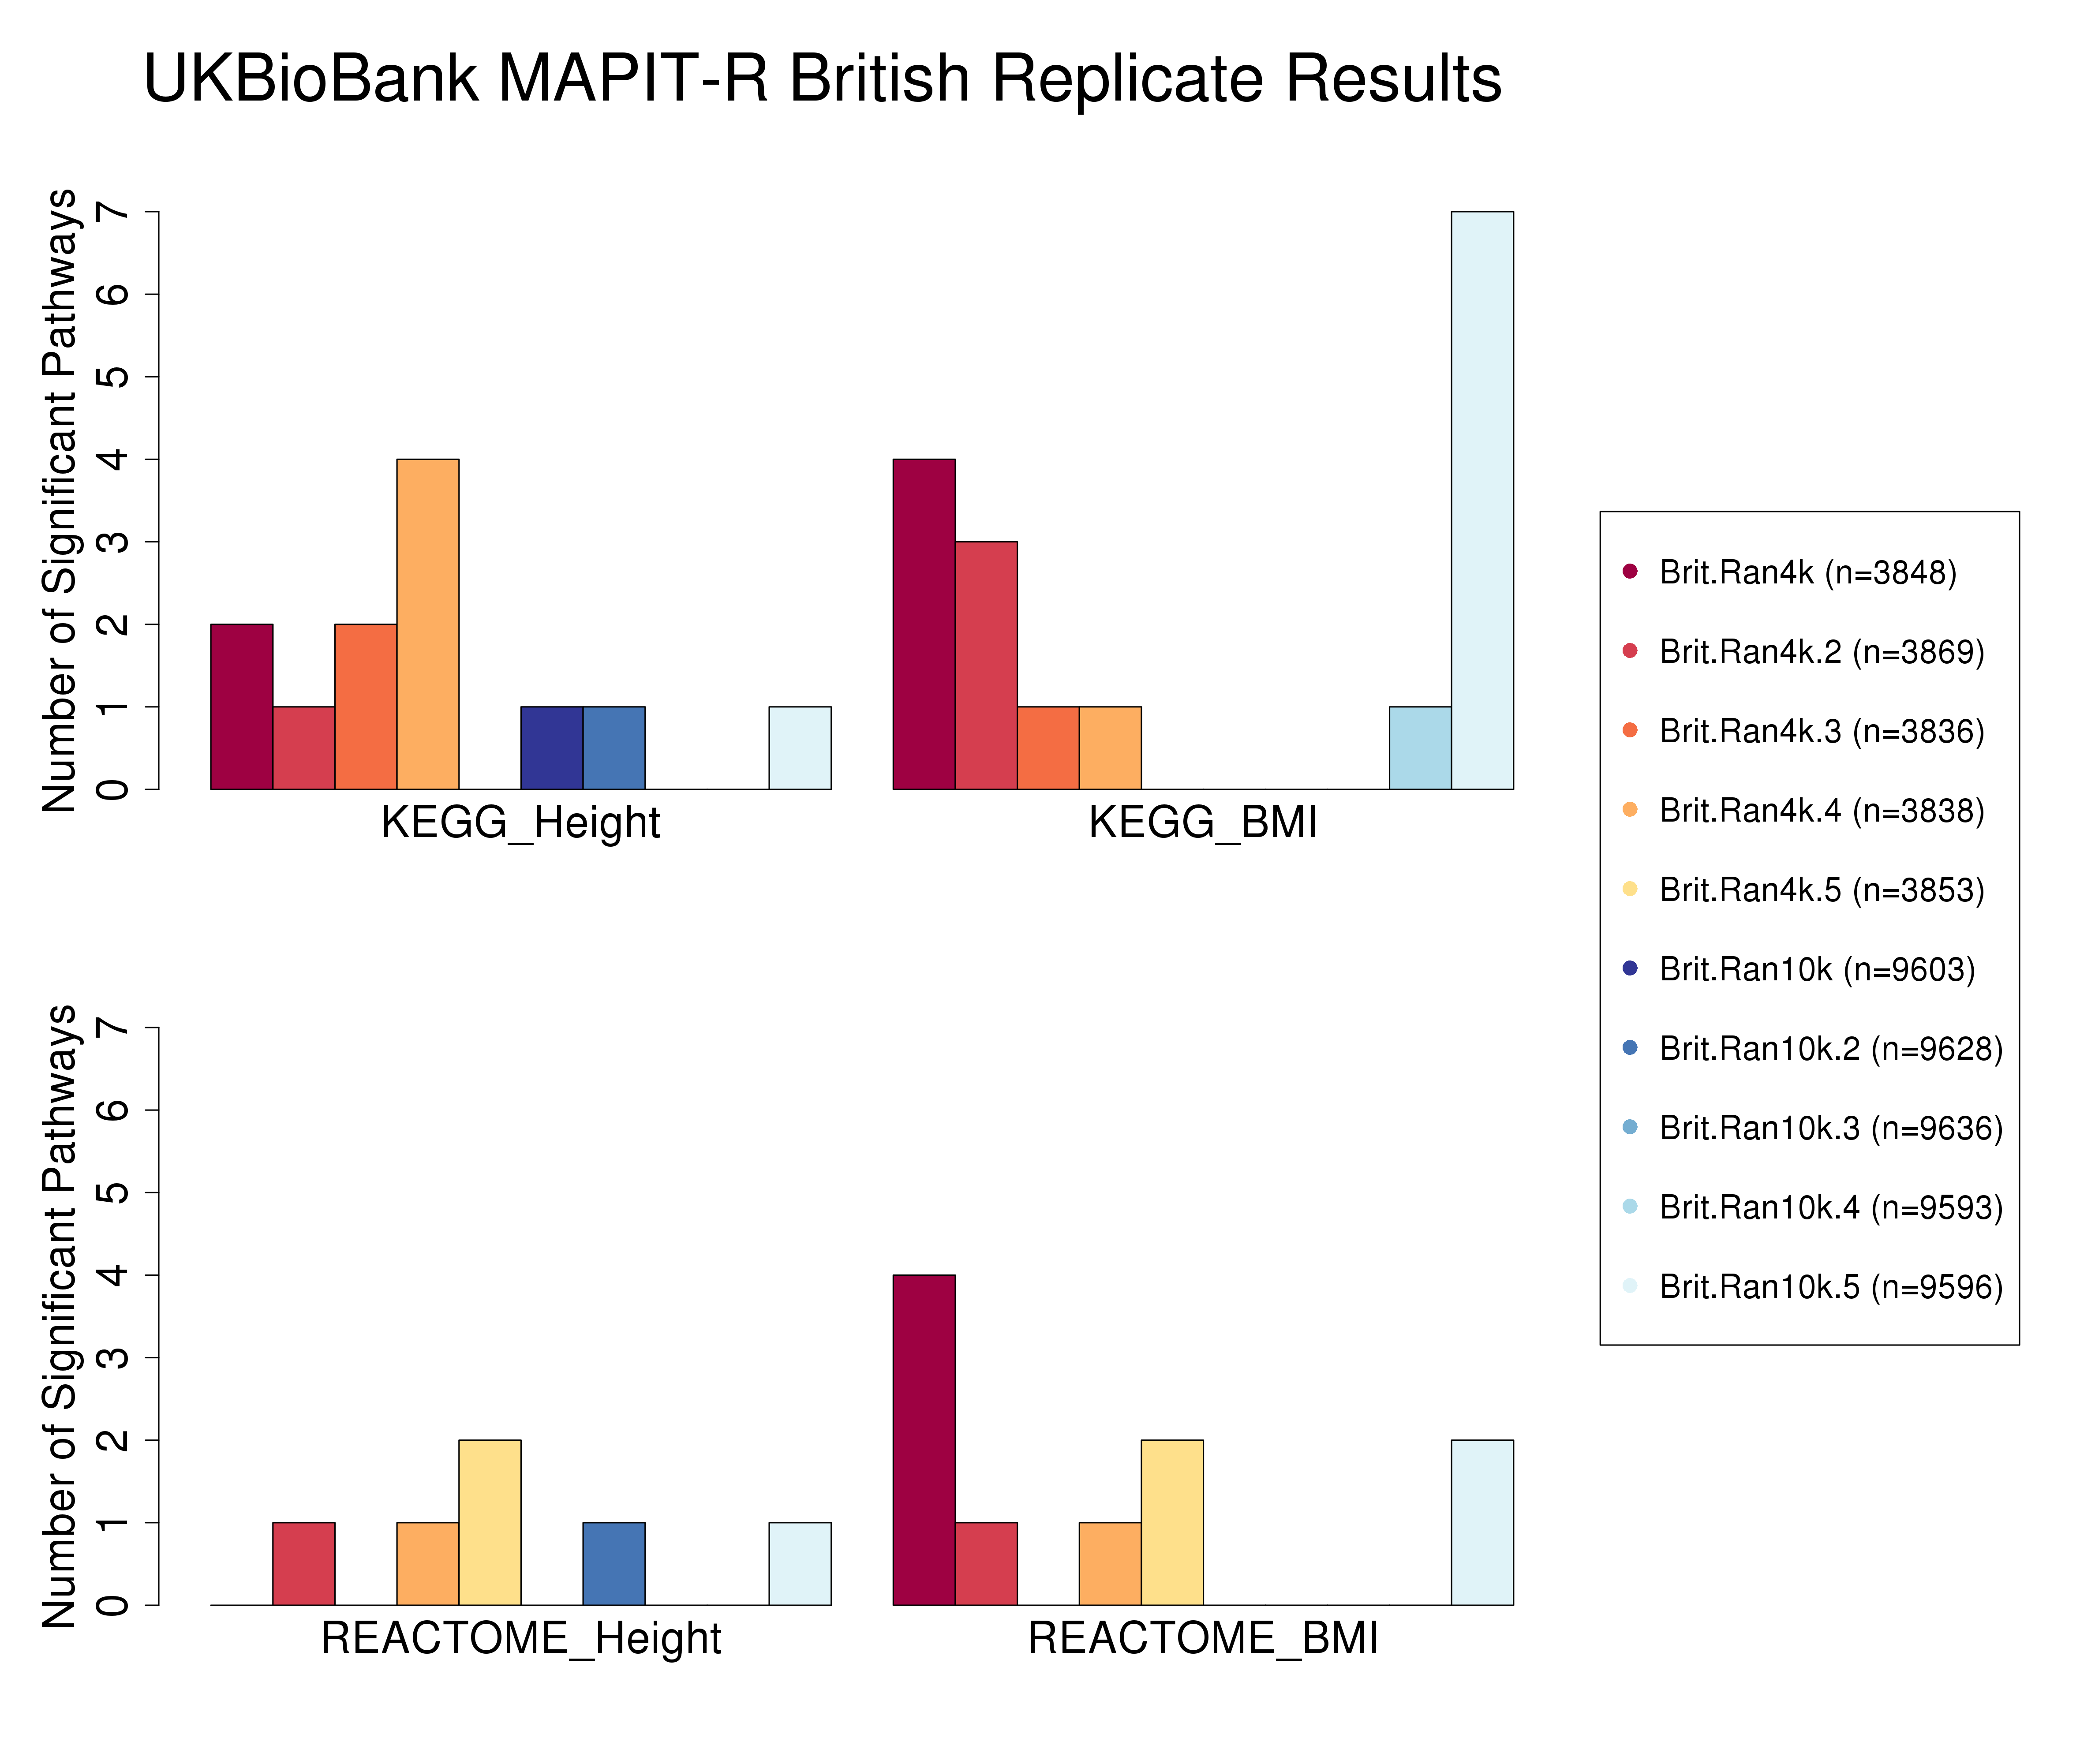 UKBioBank MAPIT-R British Replicate Results
Number of Significant Pathways
7
6
5
4
3
2
1
0
KEGG_Height
KEGG_BMI
Number of Significant Pathways
7
6
5
4
3
2
1
0
REACTOME_Height
REACTOME_BMI
Brit.Ran4k (n=3848)
Brit.Ran4k.2 (n=3869)
Brit.Ran4k.3 (n=3836)
Brit.Ran4k.4 (n=3838)
Brit.Ran4k.5 (n=3853)
Brit.Ran10k (n=9603)
Brit.Ran10k.2 (n=9628)
Brit.Ran10k.3 (n=9636)
Brit.Ran10k.4 (n=9593)
Brit.Ran10k.5 (n=9596)